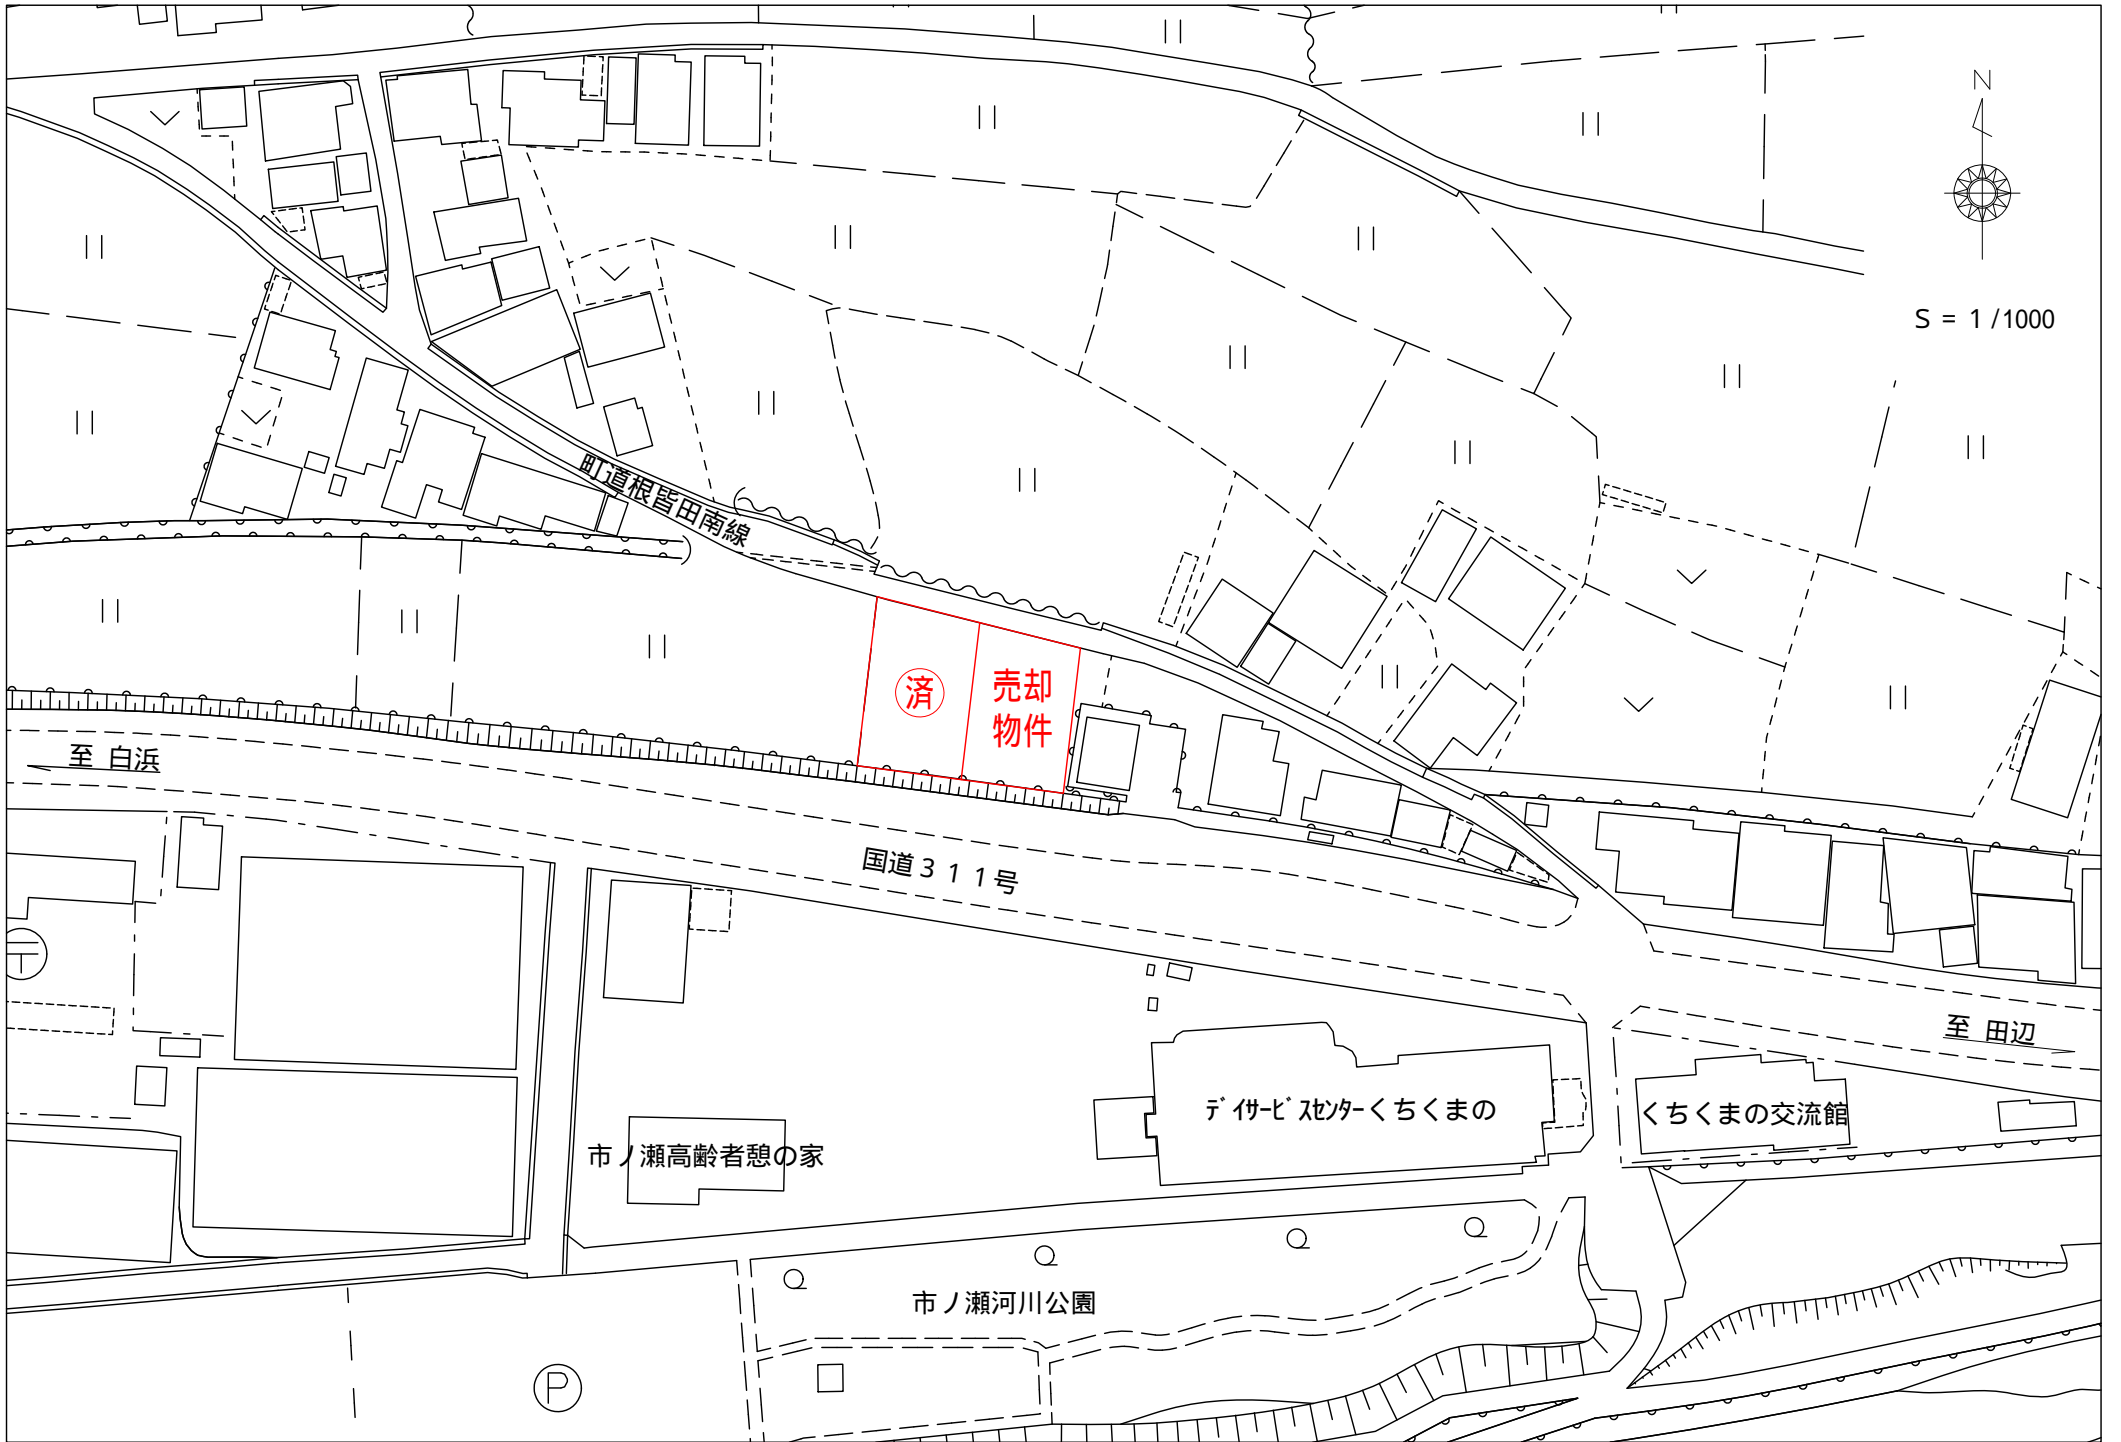 N
S = 1 /1000
町道根皆田南線
済
売却
物件
至 白浜
国道３１１号
至 田辺
デイサービスセンターくちくまの
くちくまの交流館
市ノ瀬高齢者憩の家
市ノ瀬河川公園
P